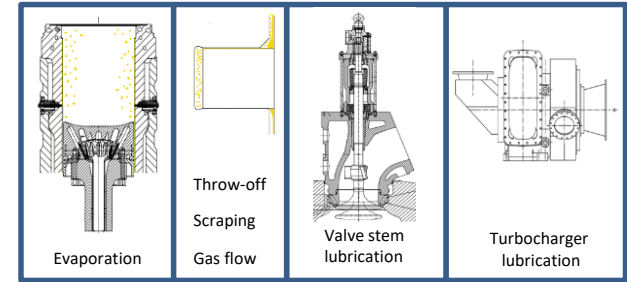 Evaporation
Throw-off
Scraping
Gas flow
Valve stem
lubrication
Turbocharger
lubrication